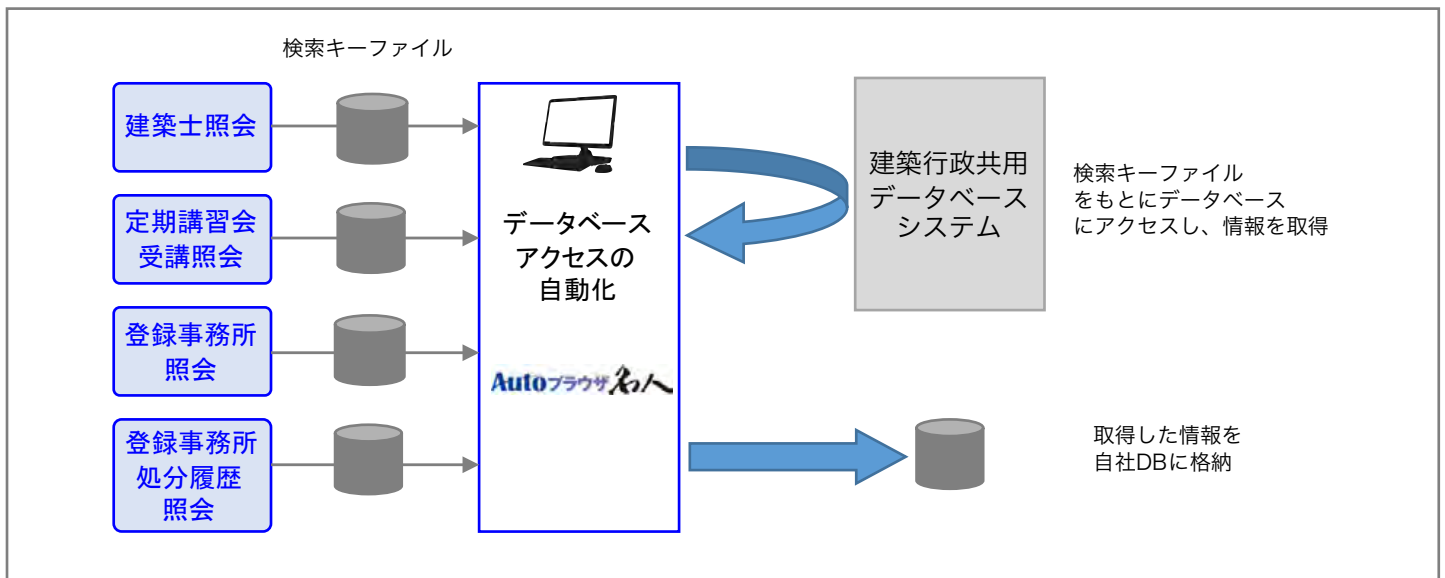 検索キーファイル
建築士照会
定期講習会
受講照会
登録事務所
照会
登録事務所
処分履歴
照会
データベース
アクセスの
自動化
Autoブラウザ名人
建築行政共用
データベース
システム
検索キーファイル
をもとにデータベース
にアクセスし、情報を取得
取得した情報を
自社DBに格納